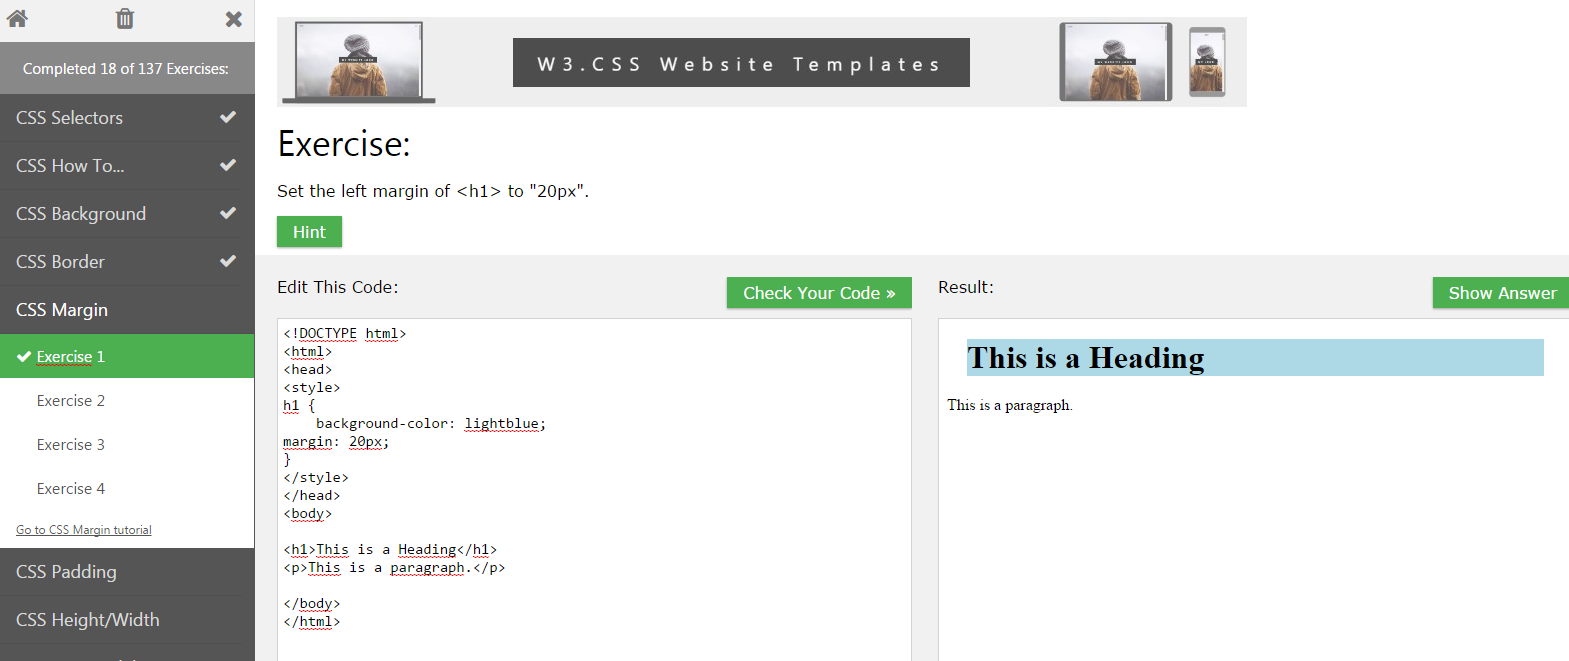 Completed 18 of 137 Exercises:
CSS Selectors
CSS How To...
CSS Background
CSS Border
CSS Margin
Exercise 1
Exercise 2
Exercise 3
Exercise 4
Go to CSS Margin tutorial
CSS Padding
CSS Height/Width
W3.CSS Website Templates
Exercise:
Set the left margin of <h1> to "20px".
Hint
Edit This Code:
Check Your Code »
<!DOCTYPE html>
<html>
<head>
<style>
h1 {
    background-color: lightblue;
margin: 20px;
}
</style>
</head>
<body>

<h1>This is a Heading</h1>
<p>This is a paragraph.</p>

</body>
</html>
Result:
Show Answer
This is a Heading
This is a paragraph.